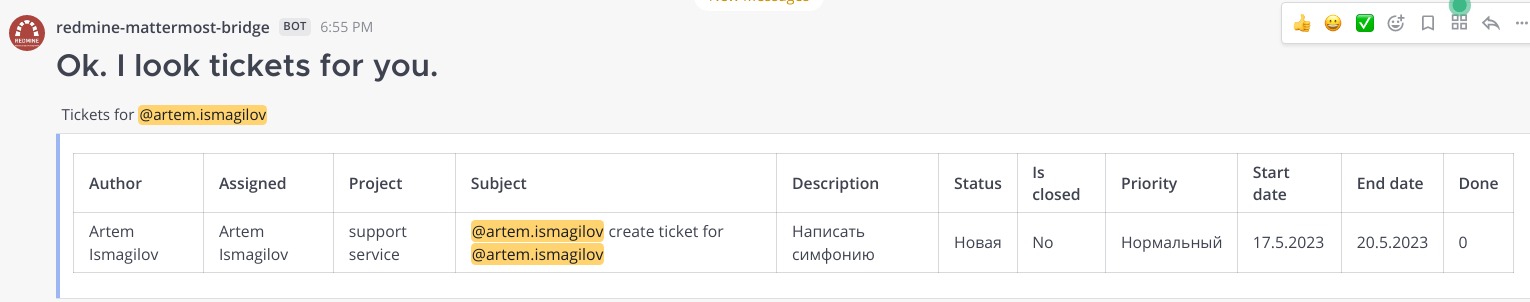 New Messages
redmine-mattermost-bridge BOT 6:55 PM
REDMINE
Ok. I look tickets for you.
Tickets for @artem.ismagilov
Author Assigned Project Subject Description Status Is closed Priority Start date End date Done
Artem Ismagilov Artem Ismagilov support service @artem.ismagilov create ticket for @artem.ismagilov Написать симфонию Новая No Нормальный 17.5.2023 20.5.2023 0